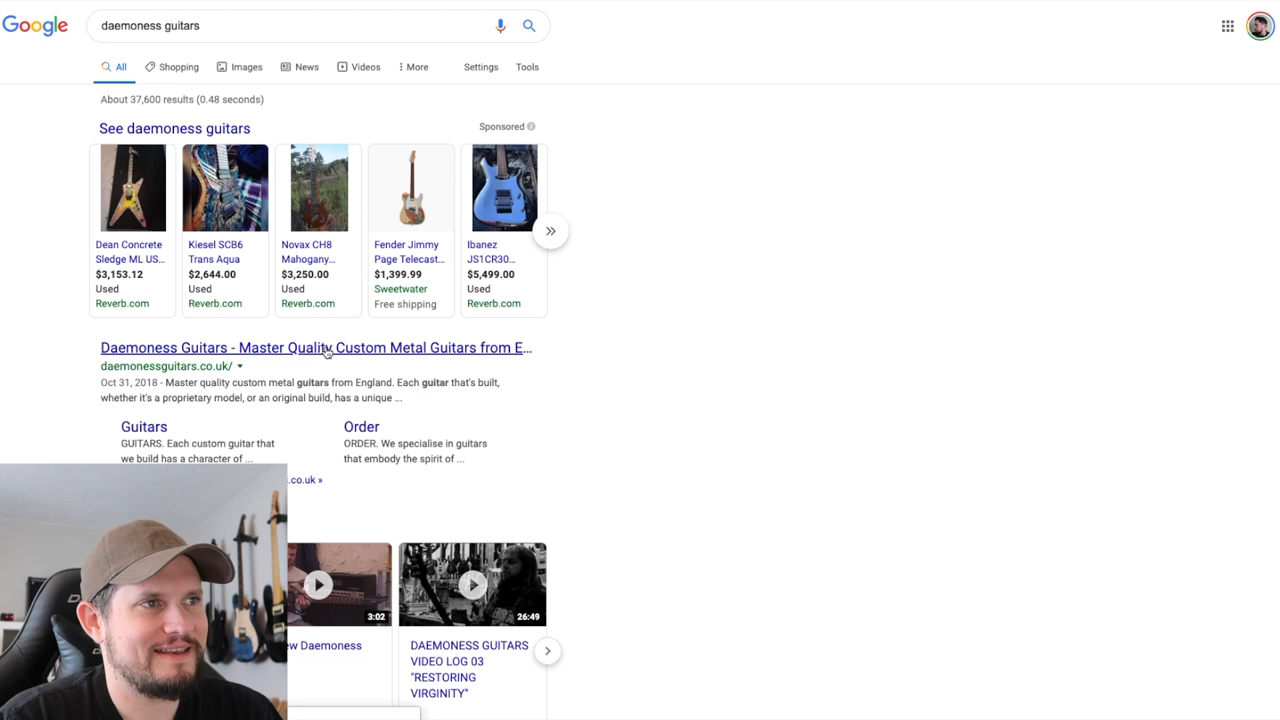 Google
daemoness guitars
All
Shopping
Images
News
Videos
More
Settings
Tools
About 37,600 results (0.48 seconds)
See daemoness guitars
Sponsored
Dean Concrete
Sledge ML US...
$3,153.12
Used
Reverb.com
Kiesel SCB6
Trans Aqua
$2,644.00
Used
Reverb.com
Novax CH8
Mahogany...
$3,250.00
Used
Reverb.com
Fender Jimmy
Page Telecast...
$1,399.99
Sweetwater
Free shipping
Ibanez
JS1CR30...
$5,499.00
Used
Reverb.com
Daemoness Guitars - Master Quality Custom Metal Guitars from E...
daemonessguitars.co.uk/
Oct 31, 2018 - Master quality custom metal guitars from England. Each guitar that's built,
whether it's a proprietary model, or an original build, has a unique ...
Guitars
GUITARS. Each custom guitar that
we build has a character of ...
Order
ORDER. We specialise in guitars
that embody the spirit of ...
.co.uk »
3:02
26:49
ew Daemoness
DAEMONESS GUITARS
VIDEO LOG 03
"RESTORING
VIRGINITY"